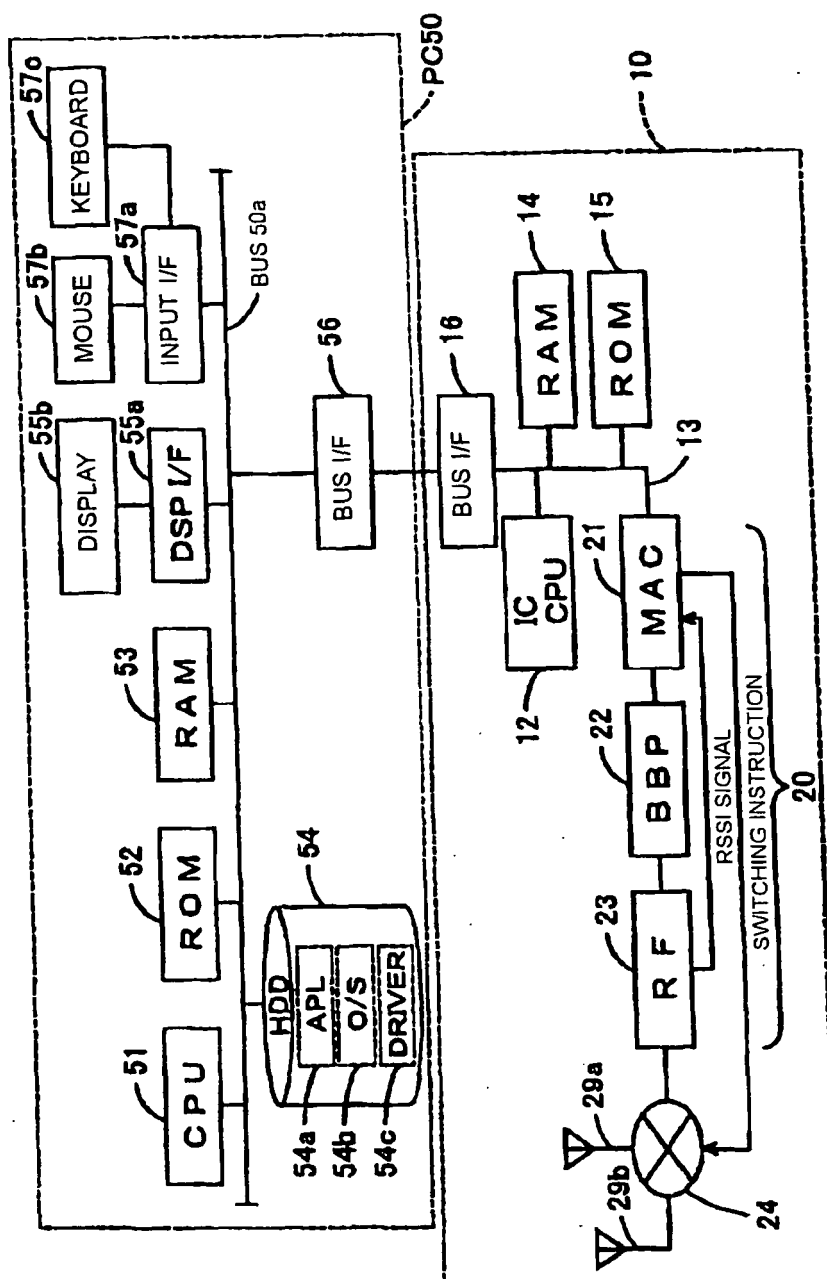 57c
KEYBOARD
57b
MOUSE
57a
INPUT I/F
BUS 50a
PC50
55b
DISPLAY
55a
DSP I/F
56
BUS I/F
53
RAM
52
ROM
51
CPU
54
HDD
APL
O/S
DRIVER
54a
54b
54c
10
16
BUS I/F
14
RAM
15
ROM
13
IC
CPU
12
21
MAC
22
BBP
23
RF
RSSI SIGNAL
SWITCHING INSTRUCTION
20
29a
29b
24